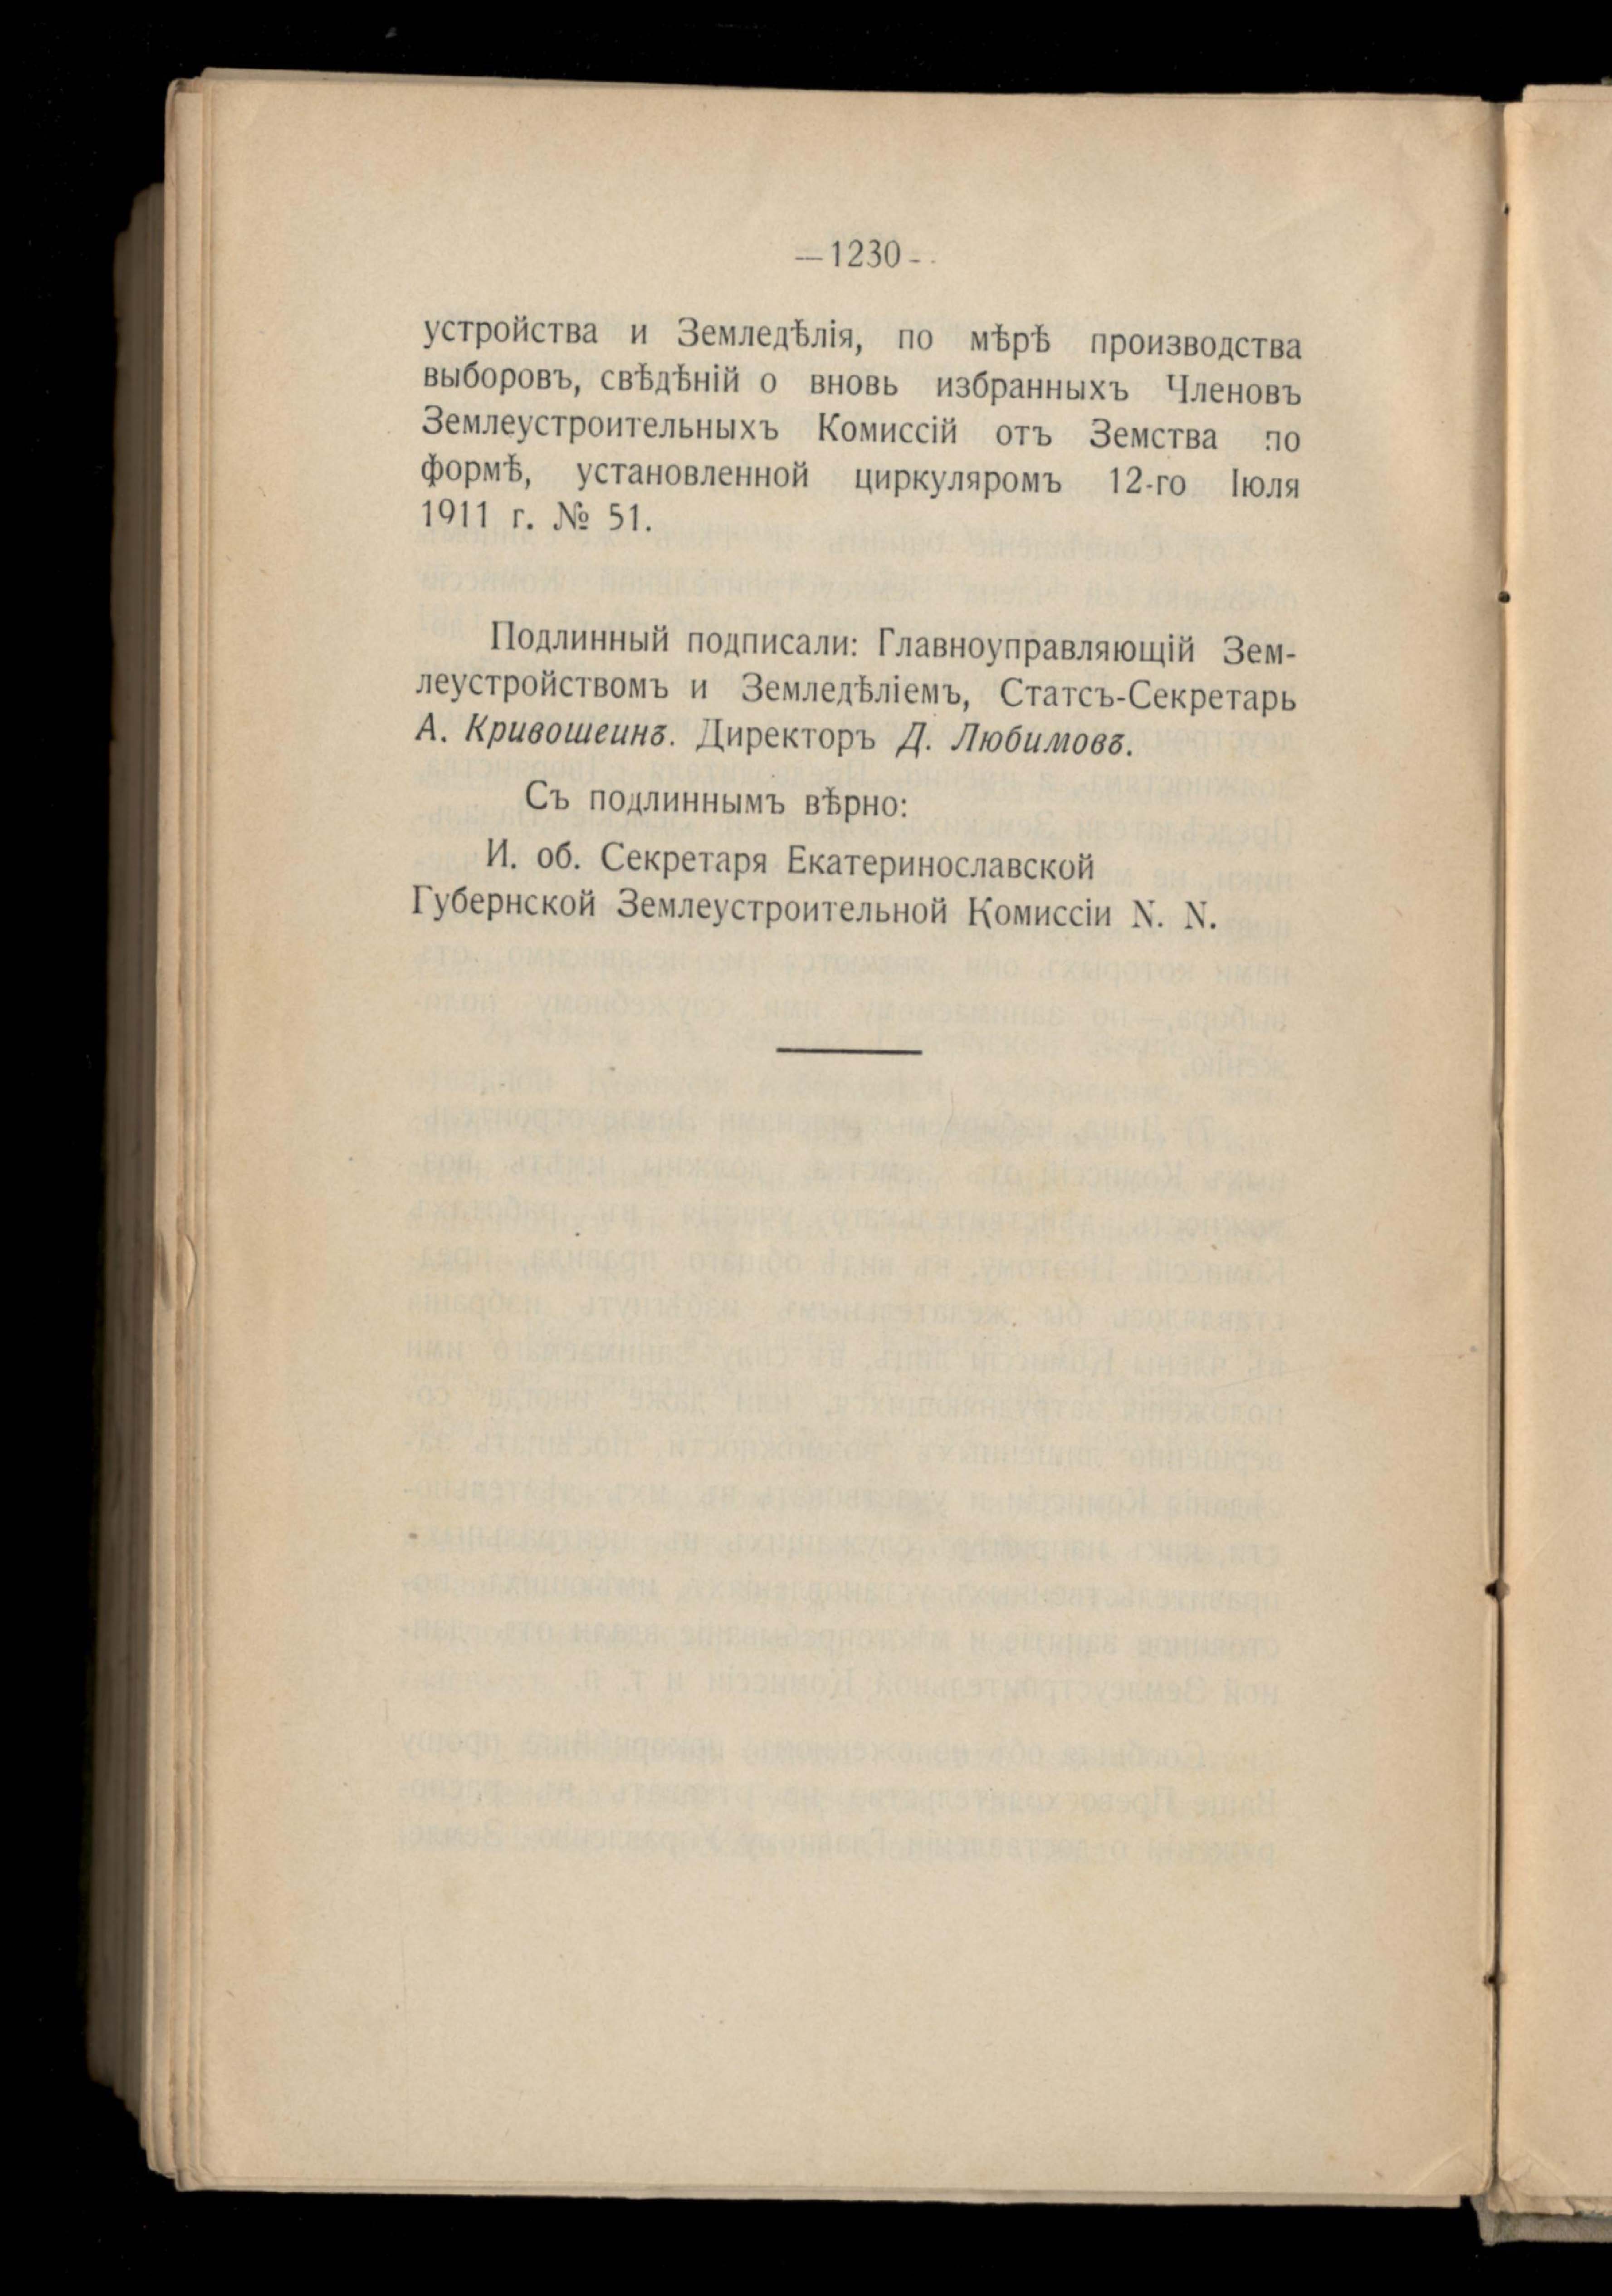 —1230-
устройства и Земледѣлія, по мѣрѣ производства
выборовъ, свѣдѣній о вновь избранныхъ Членовъ
Землеустроительныхъ Комиссій отъ Земства по
формѣ, установленной циркуляромъ 12-го Іюля
1911 г. № 51.
Подлинный подписали: Главноуправляющій Зем-
леустройствомъ и Земледѣліемъ, Статсъ-Секретарь
А. Кривошеинъ. Директоръ Д. Любимовъ.
Съ подлиннымъ вѣрно:
И. об. Секретаря Екатеринославской
Губернской Землеустроительной Комиссіи N. N.